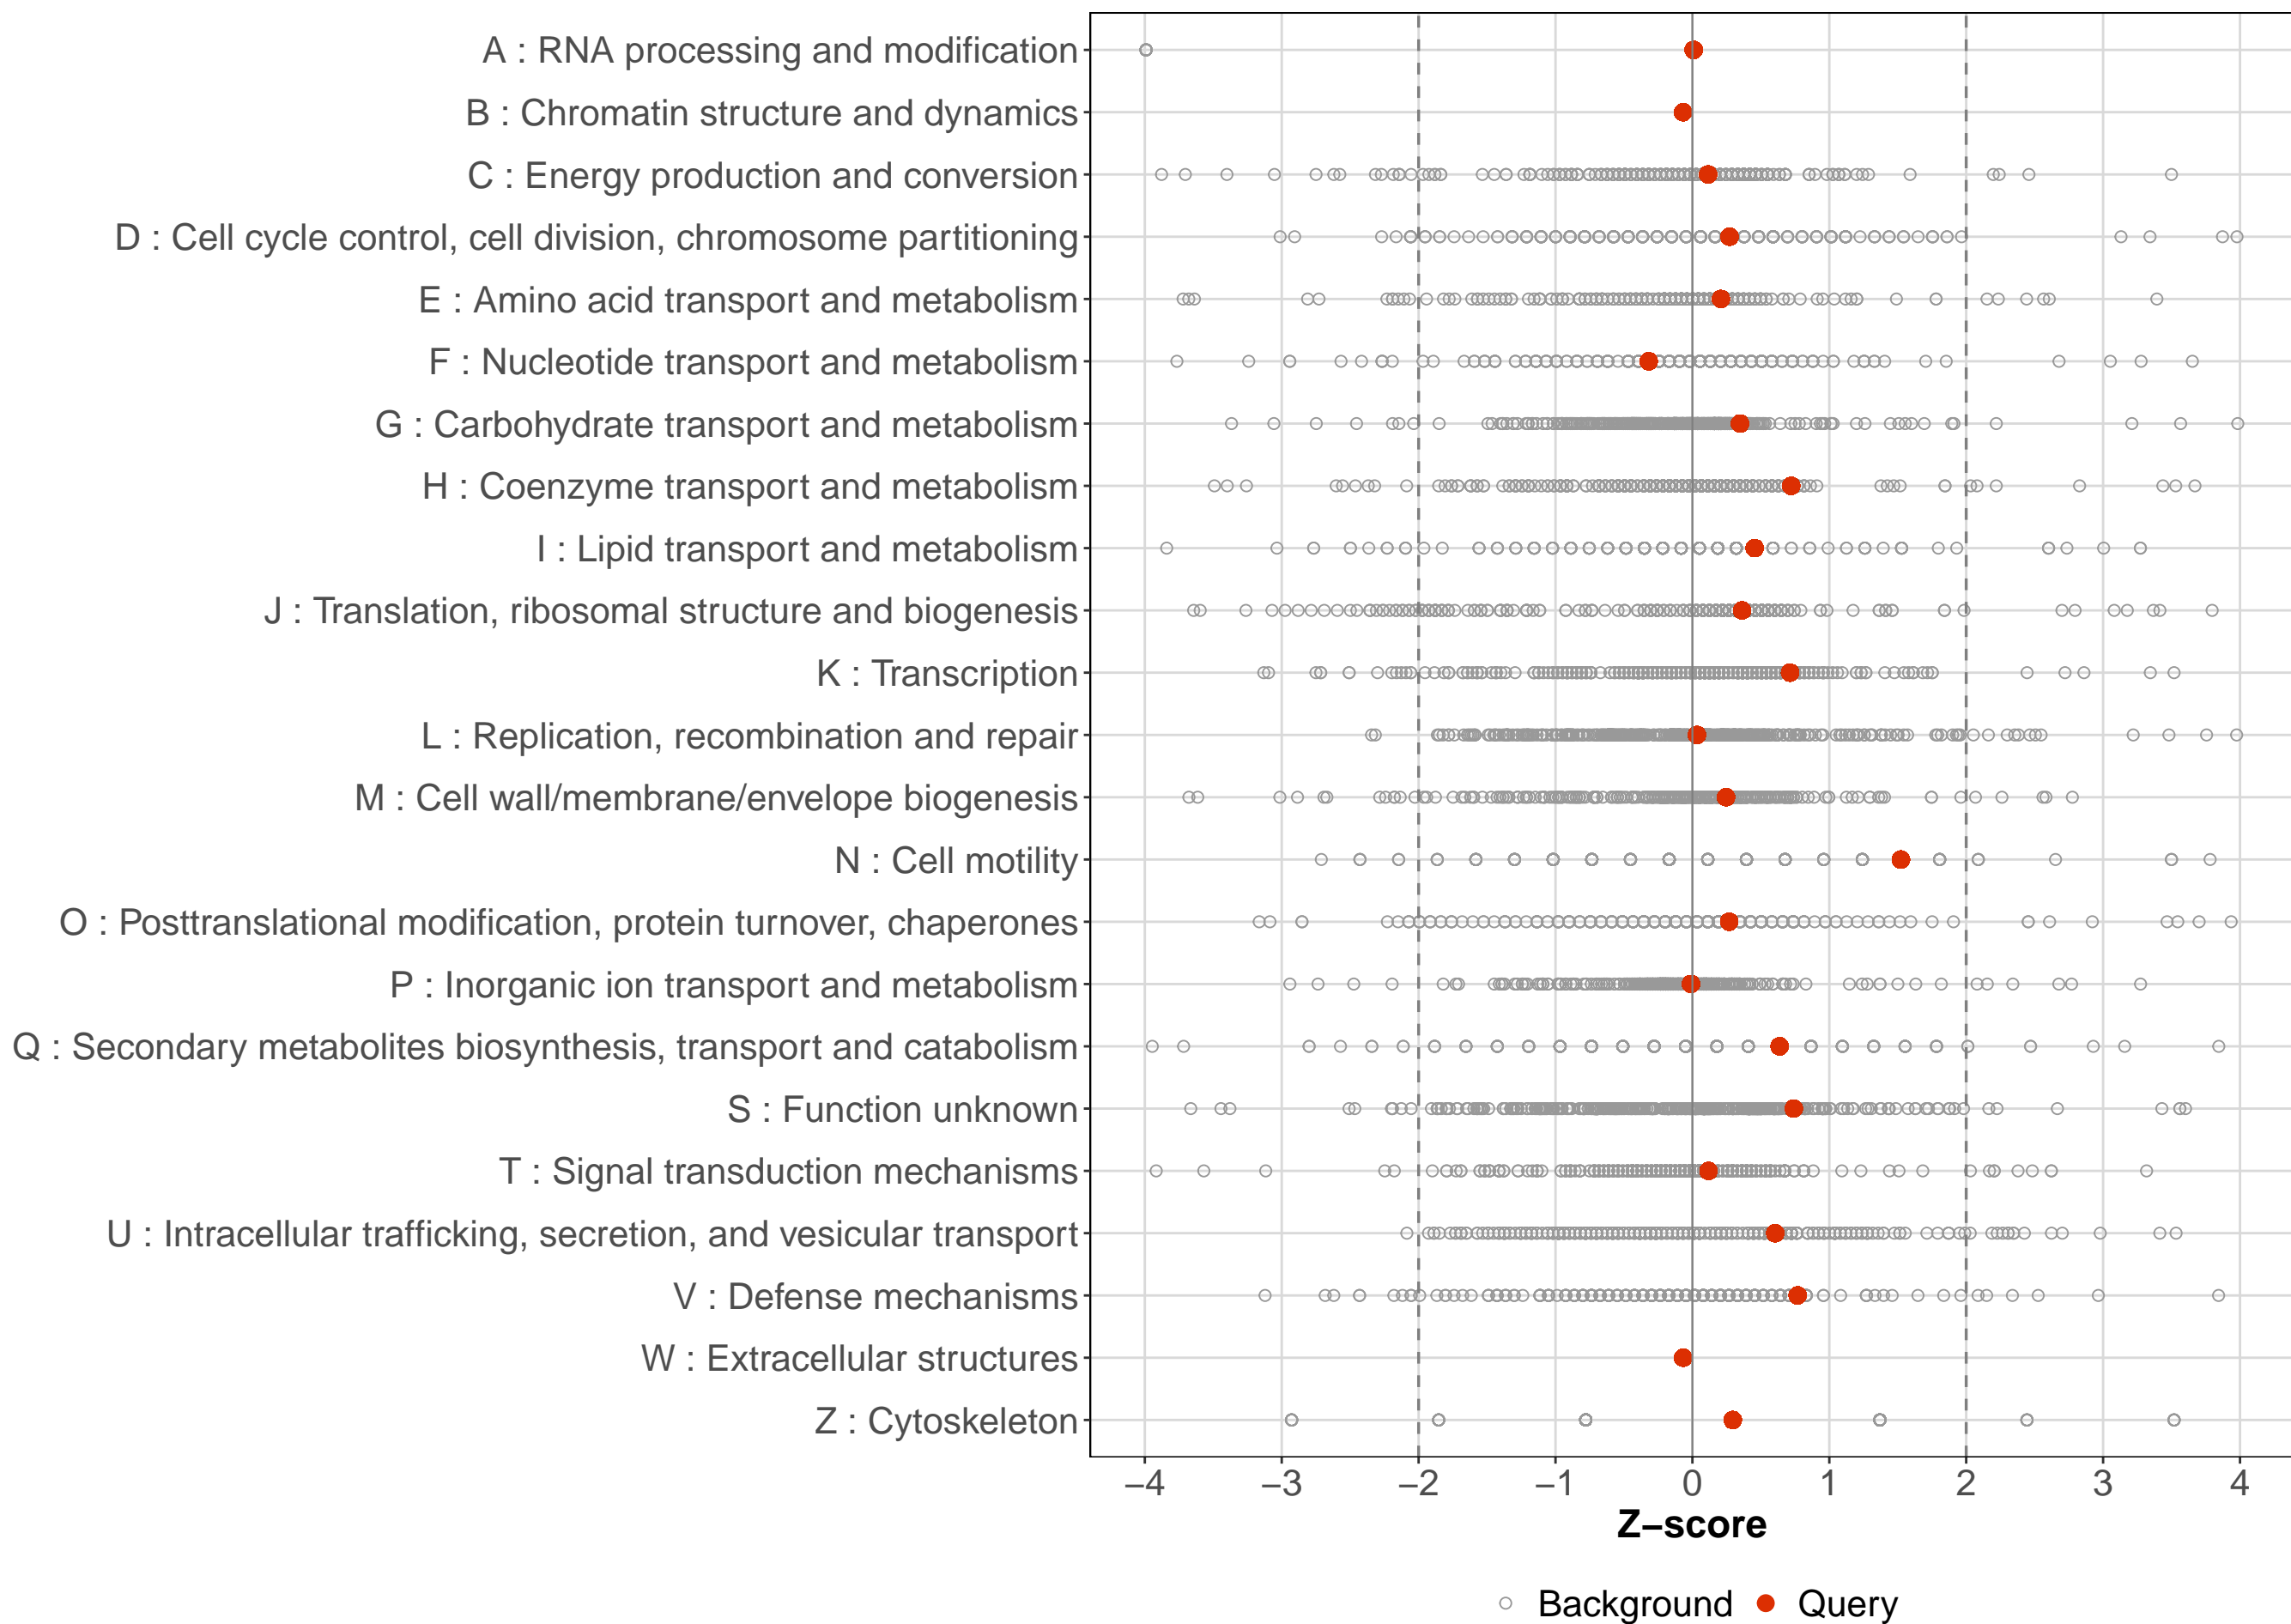 A : RNA processing and modification
B : Chromatin structure and dynamics
C : Energy production and conversion
D : Cell cycle control, cell division, chromosome partitioning
E : Amino acid transport and metabolism
F : Nucleotide transport and metabolism
G : Carbohydrate transport and metabolism
H : Coenzyme transport and metabolism
I : Lipid transport and metabolism
J : Translation, ribosomal structure and biogenesis
K : Transcription
L : Replication, recombination and repair
M : Cell wall/membrane/envelope biogenesis
N : Cell motility
O : Posttranslational modification, protein turnover, chaperones
P : Inorganic ion transport and metabolism
Q : Secondary metabolites biosynthesis, transport and catabolism
S : Function unknown
T : Signal transduction mechanisms
U : Intracellular trafficking, secretion, and vesicular transport
V : Defense mechanisms
W : Extracellular structures
Z : Cytoskeleton
−4 −3 −2 −1 0 1 2 3 4
Z−score
Background Query